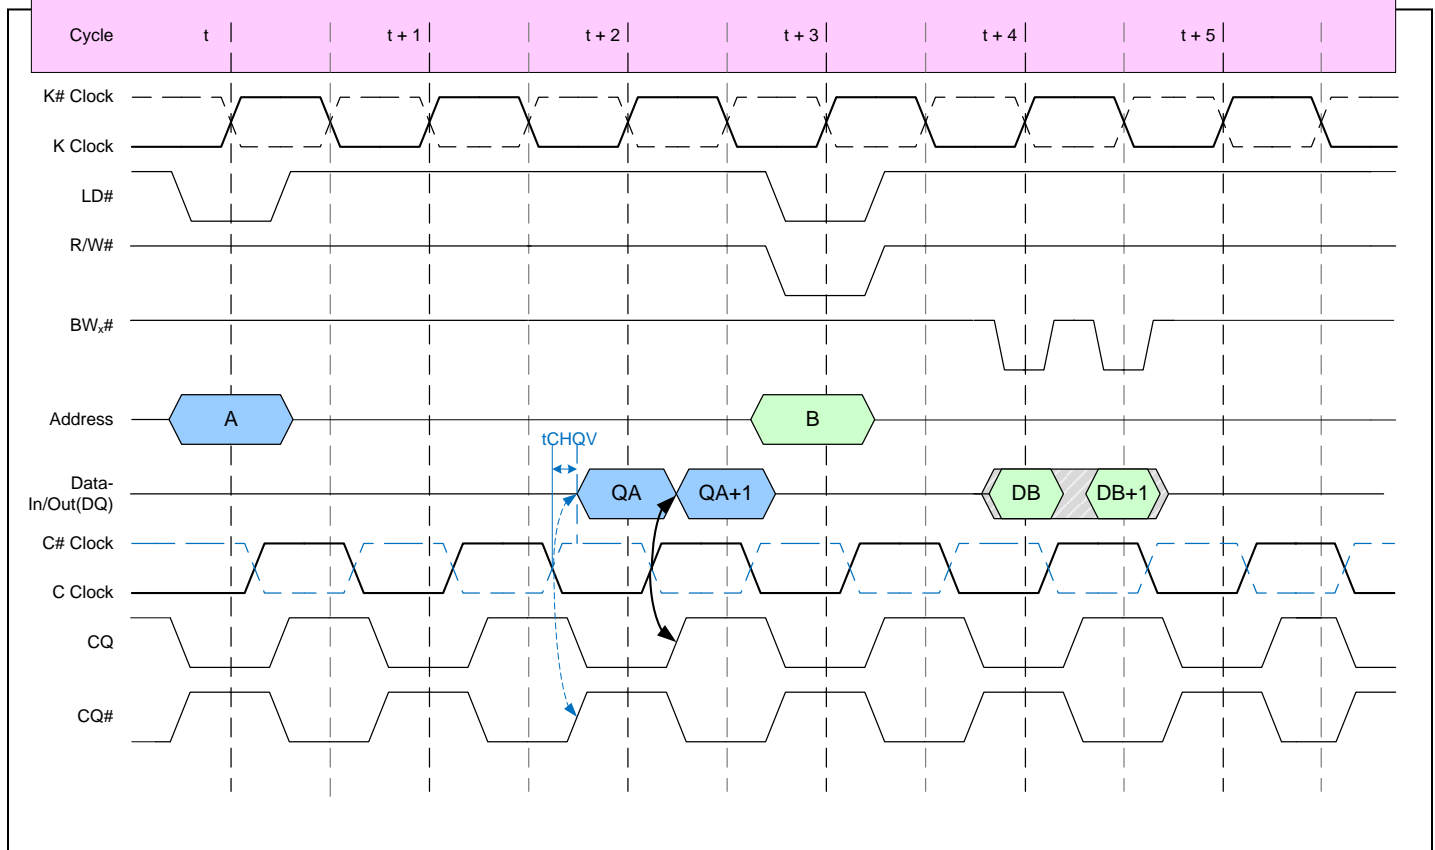 Cycle t t + 1 t + 2 t + 3 t + 4 t + 5
K# Clock
K Clock
LD#
R/W#
BWx#
Address A B
tCHQV
Data-
In/Out(DQ) QA QA+1 DB DB+1
C# Clock
C Clock
CQ
CQ#